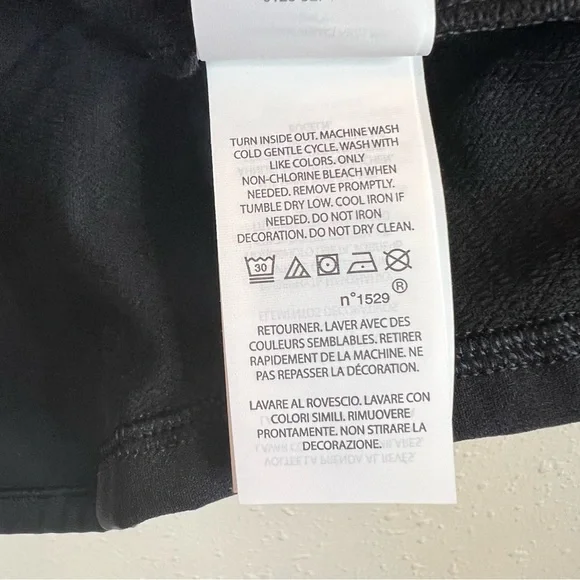 TURN INSIDE OUT. MACHINE WASH
COLD GENTLE CYCLE. WASH WITH
LIKE COLORS. ONLY
NON-CHLORINE BLEACH WHEN
NEEDED. REMOVE PROMPTLY.
TUMBLE DRY LOW. COOL IRON IF
NEEDED. DO NOT IRON
DECORATION. DO NOT DRY CLEAN.
30
n°1529 ®
RETOURNER. LAVER AVEC DES
COULEURS SEMBLABLES. RETIRER
RAPIDEMENT DE LA MACHINE. NE
PAS REPASSER LA DÉCORATION.
LAVARE AL ROVESCIO. LAVARE CON
COLORI SIMILI. RIMUOVERE
PRONTAMENTE. NON STIRARE LA
DECORAZIONE.